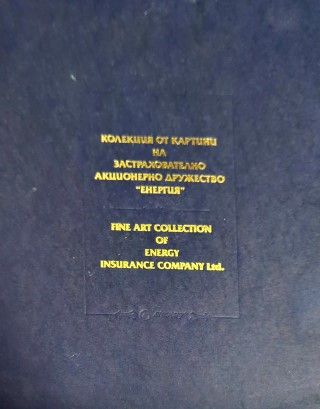 КОЛЕКЦИЯ ОТ КАРТИНИ
НА
ЗАСТРАХОВАТЕЛНО
АКЦИОНЕРНО ДРУЖЕСТВО
"ЕНЕРГИЯ"
FINE ART COLLECTION
OF
ENERGY
INSURANCE COMPANY Ltd.